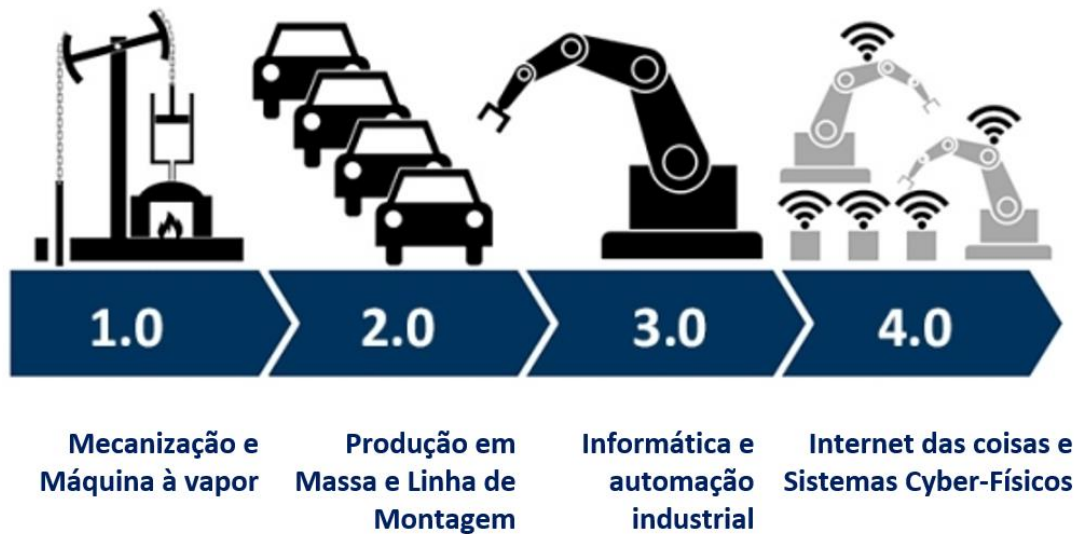 1.0
2.0
3.0
4.0
Mecanização e
Máquina à vapor
Produção em
Massa e Linha de
Montagem
Informática e
automação
industrial
Internet das coisas e
Sistemas Cyber-Físicos